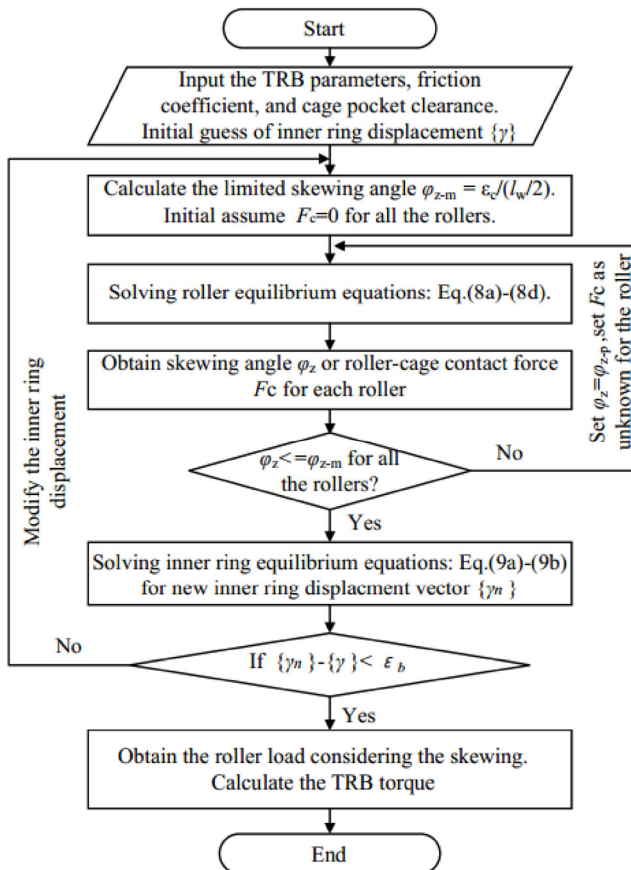 Start
Input the TRB parameters, friction
coefficient, and cage pocket clearance.
Initial guess of inner ring displacement {γ}
Calculate the limited skewing angle φz-m = εc/(lw/2).
Initial assume Fc=0 for all the rollers.
Solving roller equilibrium equations: Eq.(8a)-(8d).
Obtain skewing angle φz or roller-cage contact force
Fc for each roller
φz<=φz-m for all
the rollers?
No
Set φz=φz-p,set Fc as
unknown for the roller
Yes
Solving inner ring equilibrium equations: Eq.(9a)-(9b)
for new inner ring displacment vector {γn}
If {γn}-{γ}< εb
No
Modify the inner ring
displacement
Yes
Obtain the roller load considering the skewing.
Calculate the TRB torque
End